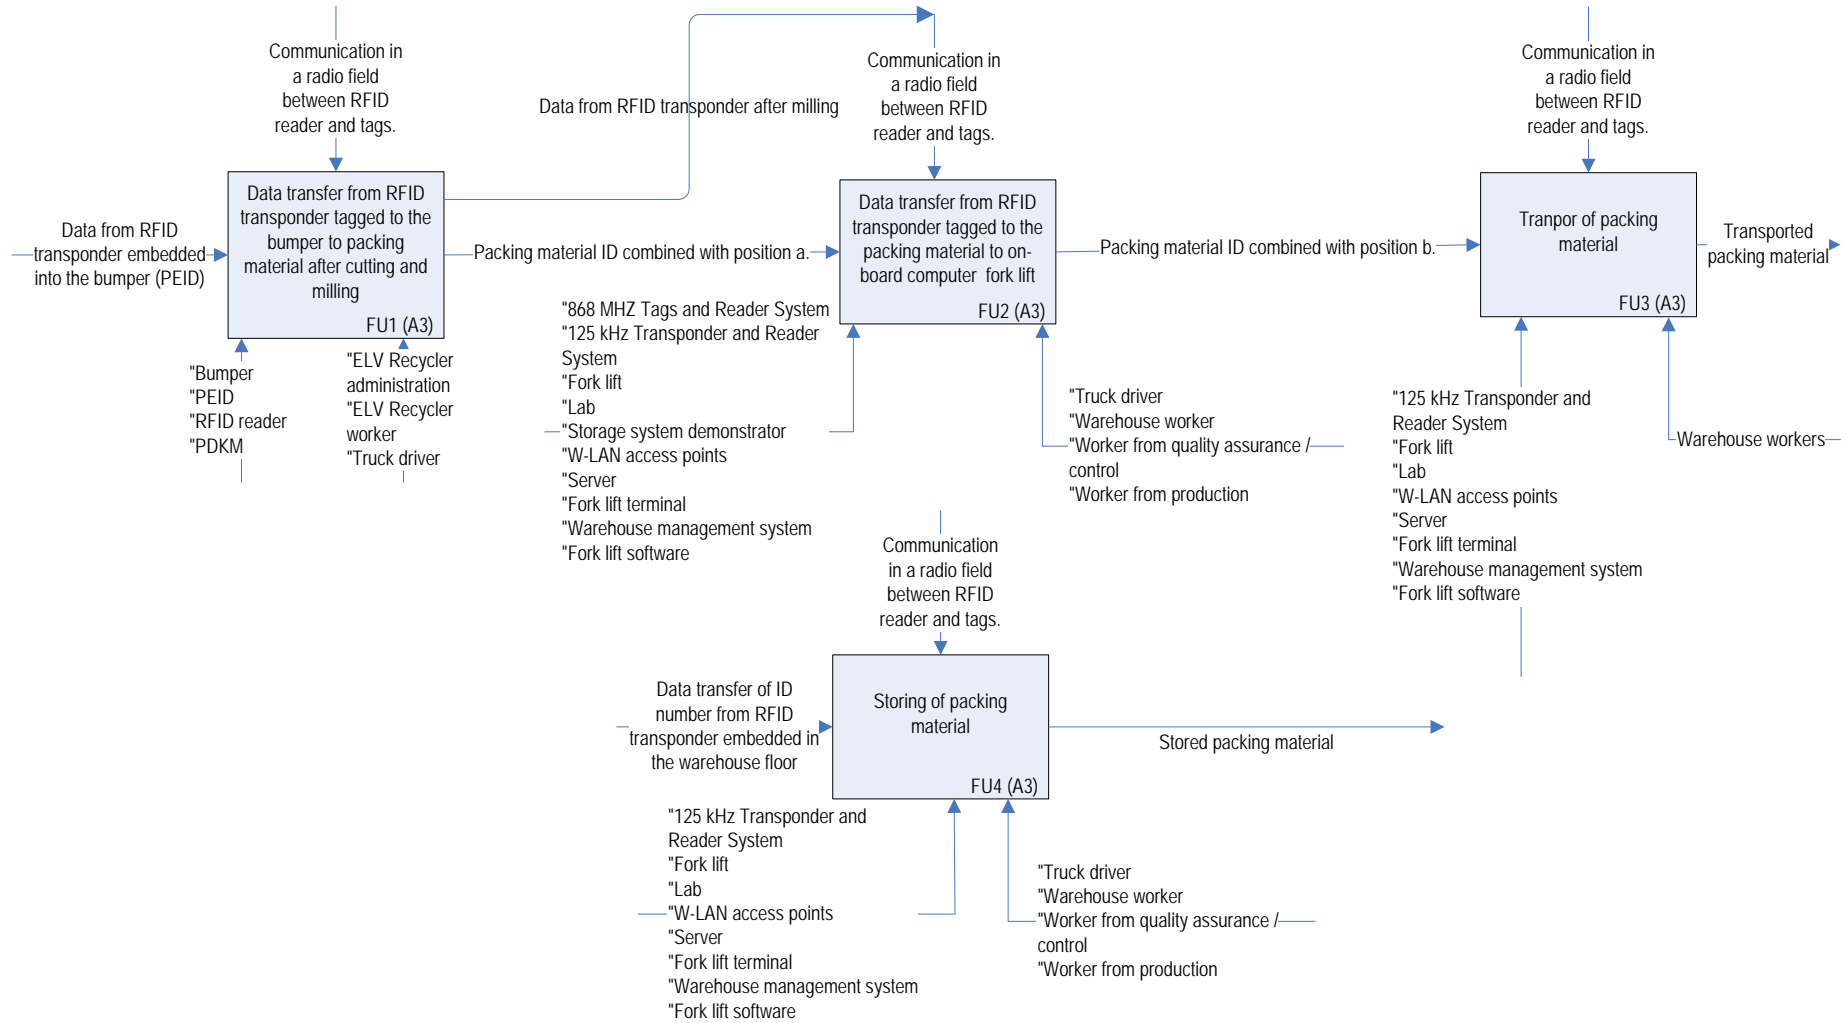 Communication in
a radio field
between RFID
reader and tags.
Data from RFID transponder after milling
Communication in
a radio field
between RFID
reader and tags.
Communication in
a radio field
between RFID
reader and tags.
Data from RFID
transponder embedded
into the bumper (PEID)
Data transfer from RFID
transponder tagged to the
bumper to packing
material after cutting and
milling
FU1 (A3)
Packing material ID combined with position a.
Data transfer from RFID
transponder tagged to the
packing material to on-
board computer fork lift
FU2 (A3)
Packing material ID combined with position b.
Tranpor of packing
material
FU3 (A3)
Transported
packing material
"Bumper
"PEID
"RFID reader
"PDKM
"ELV Recycler
administration
"ELV Recycler
worker
"Truck driver
"868 MHZ Tags and Reader System
"125 kHz Transponder and Reader
System
"Fork lift
"Lab
"Storage system demonstrator
"W-LAN access points
"Server
"Fork lift terminal
"Warehouse management system
"Fork lift software
"Truck driver
"Warehouse worker
"Worker from quality assurance /
control
"Worker from production
"125 kHz Transponder and
Reader System
"Fork lift
"Lab
"W-LAN access points
"Server
"Fork lift terminal
"Warehouse management system
"Fork lift software
Warehouse workers
Communication
in a radio field
between RFID
reader and tags.
Data transfer of ID
number from RFID
transponder embedded in
the warehouse floor
Storing of packing
material
FU4 (A3)
Stored packing material
"125 kHz Transponder and
Reader System
"Fork lift
"Lab
"W-LAN access points
"Server
"Fork lift terminal
"Warehouse management system
"Fork lift software
"Truck driver
"Warehouse worker
"Worker from quality assurance /
control
"Worker from production